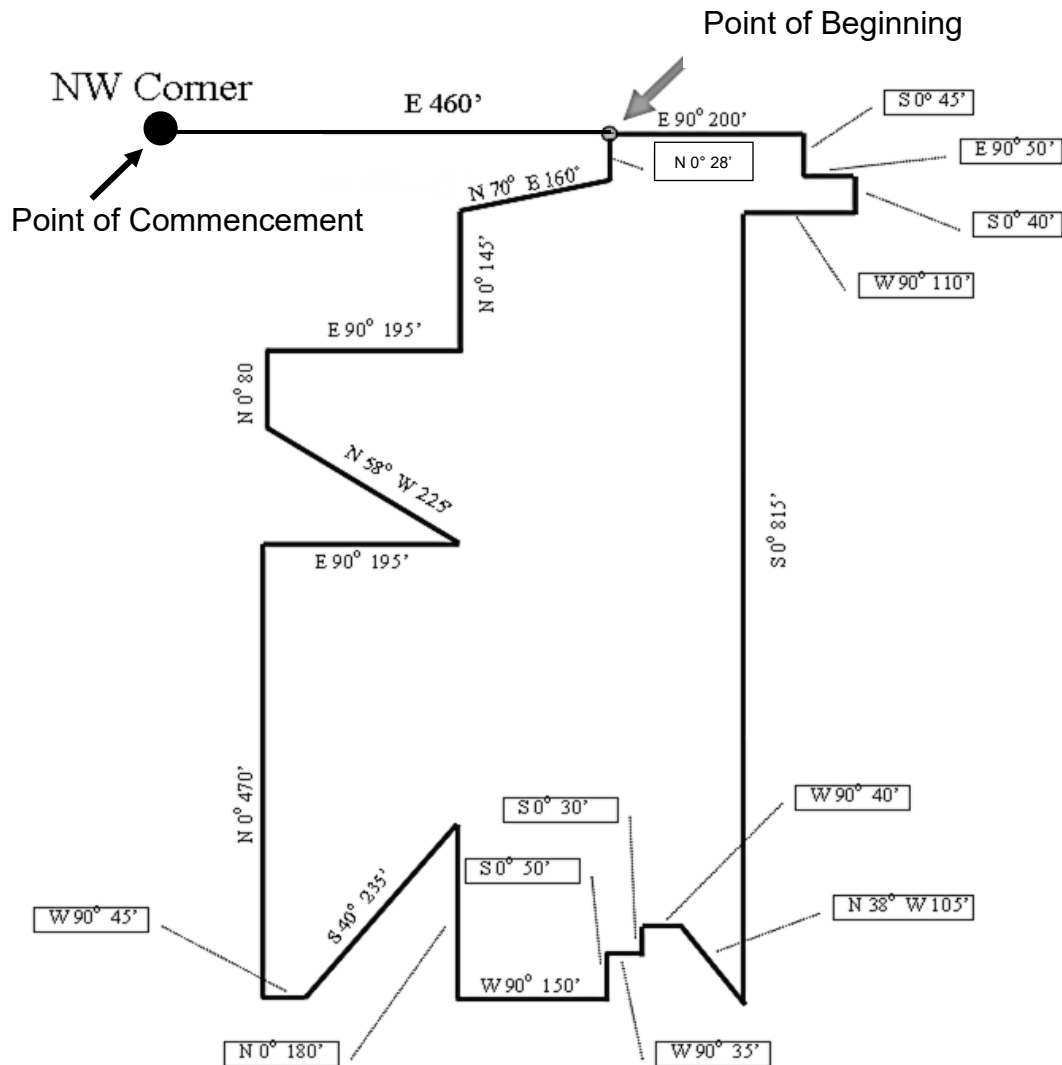 Point of Beginning
NW Corner
E 460’
S 0° 45’
E 90° 200’
E 90° 50’
N 0° 28’
N 70° E 160’
Point of Commencement
S 0° 40’
N 0° 145’
W 90° 110’
E 90° 195’
N 0° 80
N 58° W 225’
S 0° 815’
E 90° 195’
W 90° 40’
S 0° 30’
N 0° 470’
S 0° 50’
S 40° 235’
N 38° W 105’
W 90° 45’
W 90° 150’
N 0° 180’
W 90° 35’